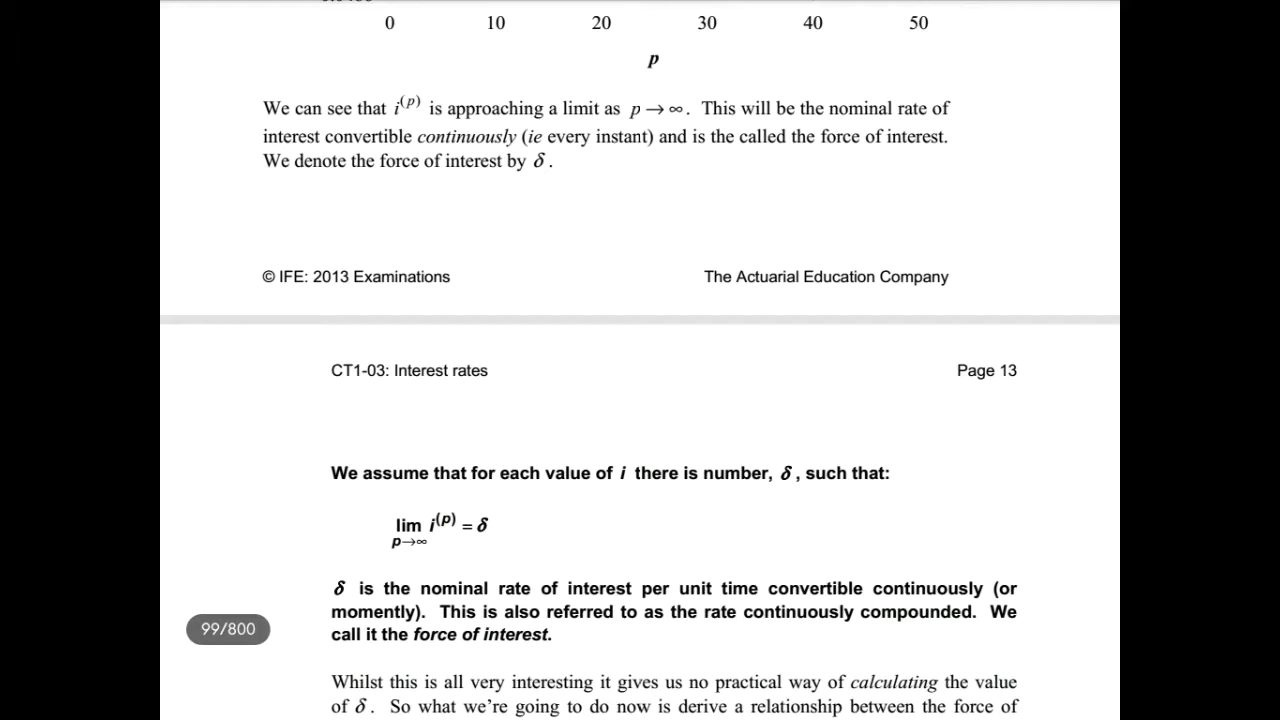 0 10 20 30 40 50
p
We can see that i^(p) is approaching a limit as p → ∞. This will be the nominal rate of
interest convertible continuously (ie every instant) and is the called the force of interest.
We denote the force of interest by δ.
© IFE: 2013 Examinations The Actuarial Education Company
CT1-03: Interest rates Page 13
We assume that for each value of i there is number, δ, such that:
lim i^(p) = δ
p→∞
δ is the nominal rate of interest per unit time convertible continuously (or
momently). This is also referred to as the rate continuously compounded. We
call it the force of interest.
99/800
Whilst this is all very interesting it gives us no practical way of calculating the value
of δ. So what we're going to do now is derive a relationship between the force of